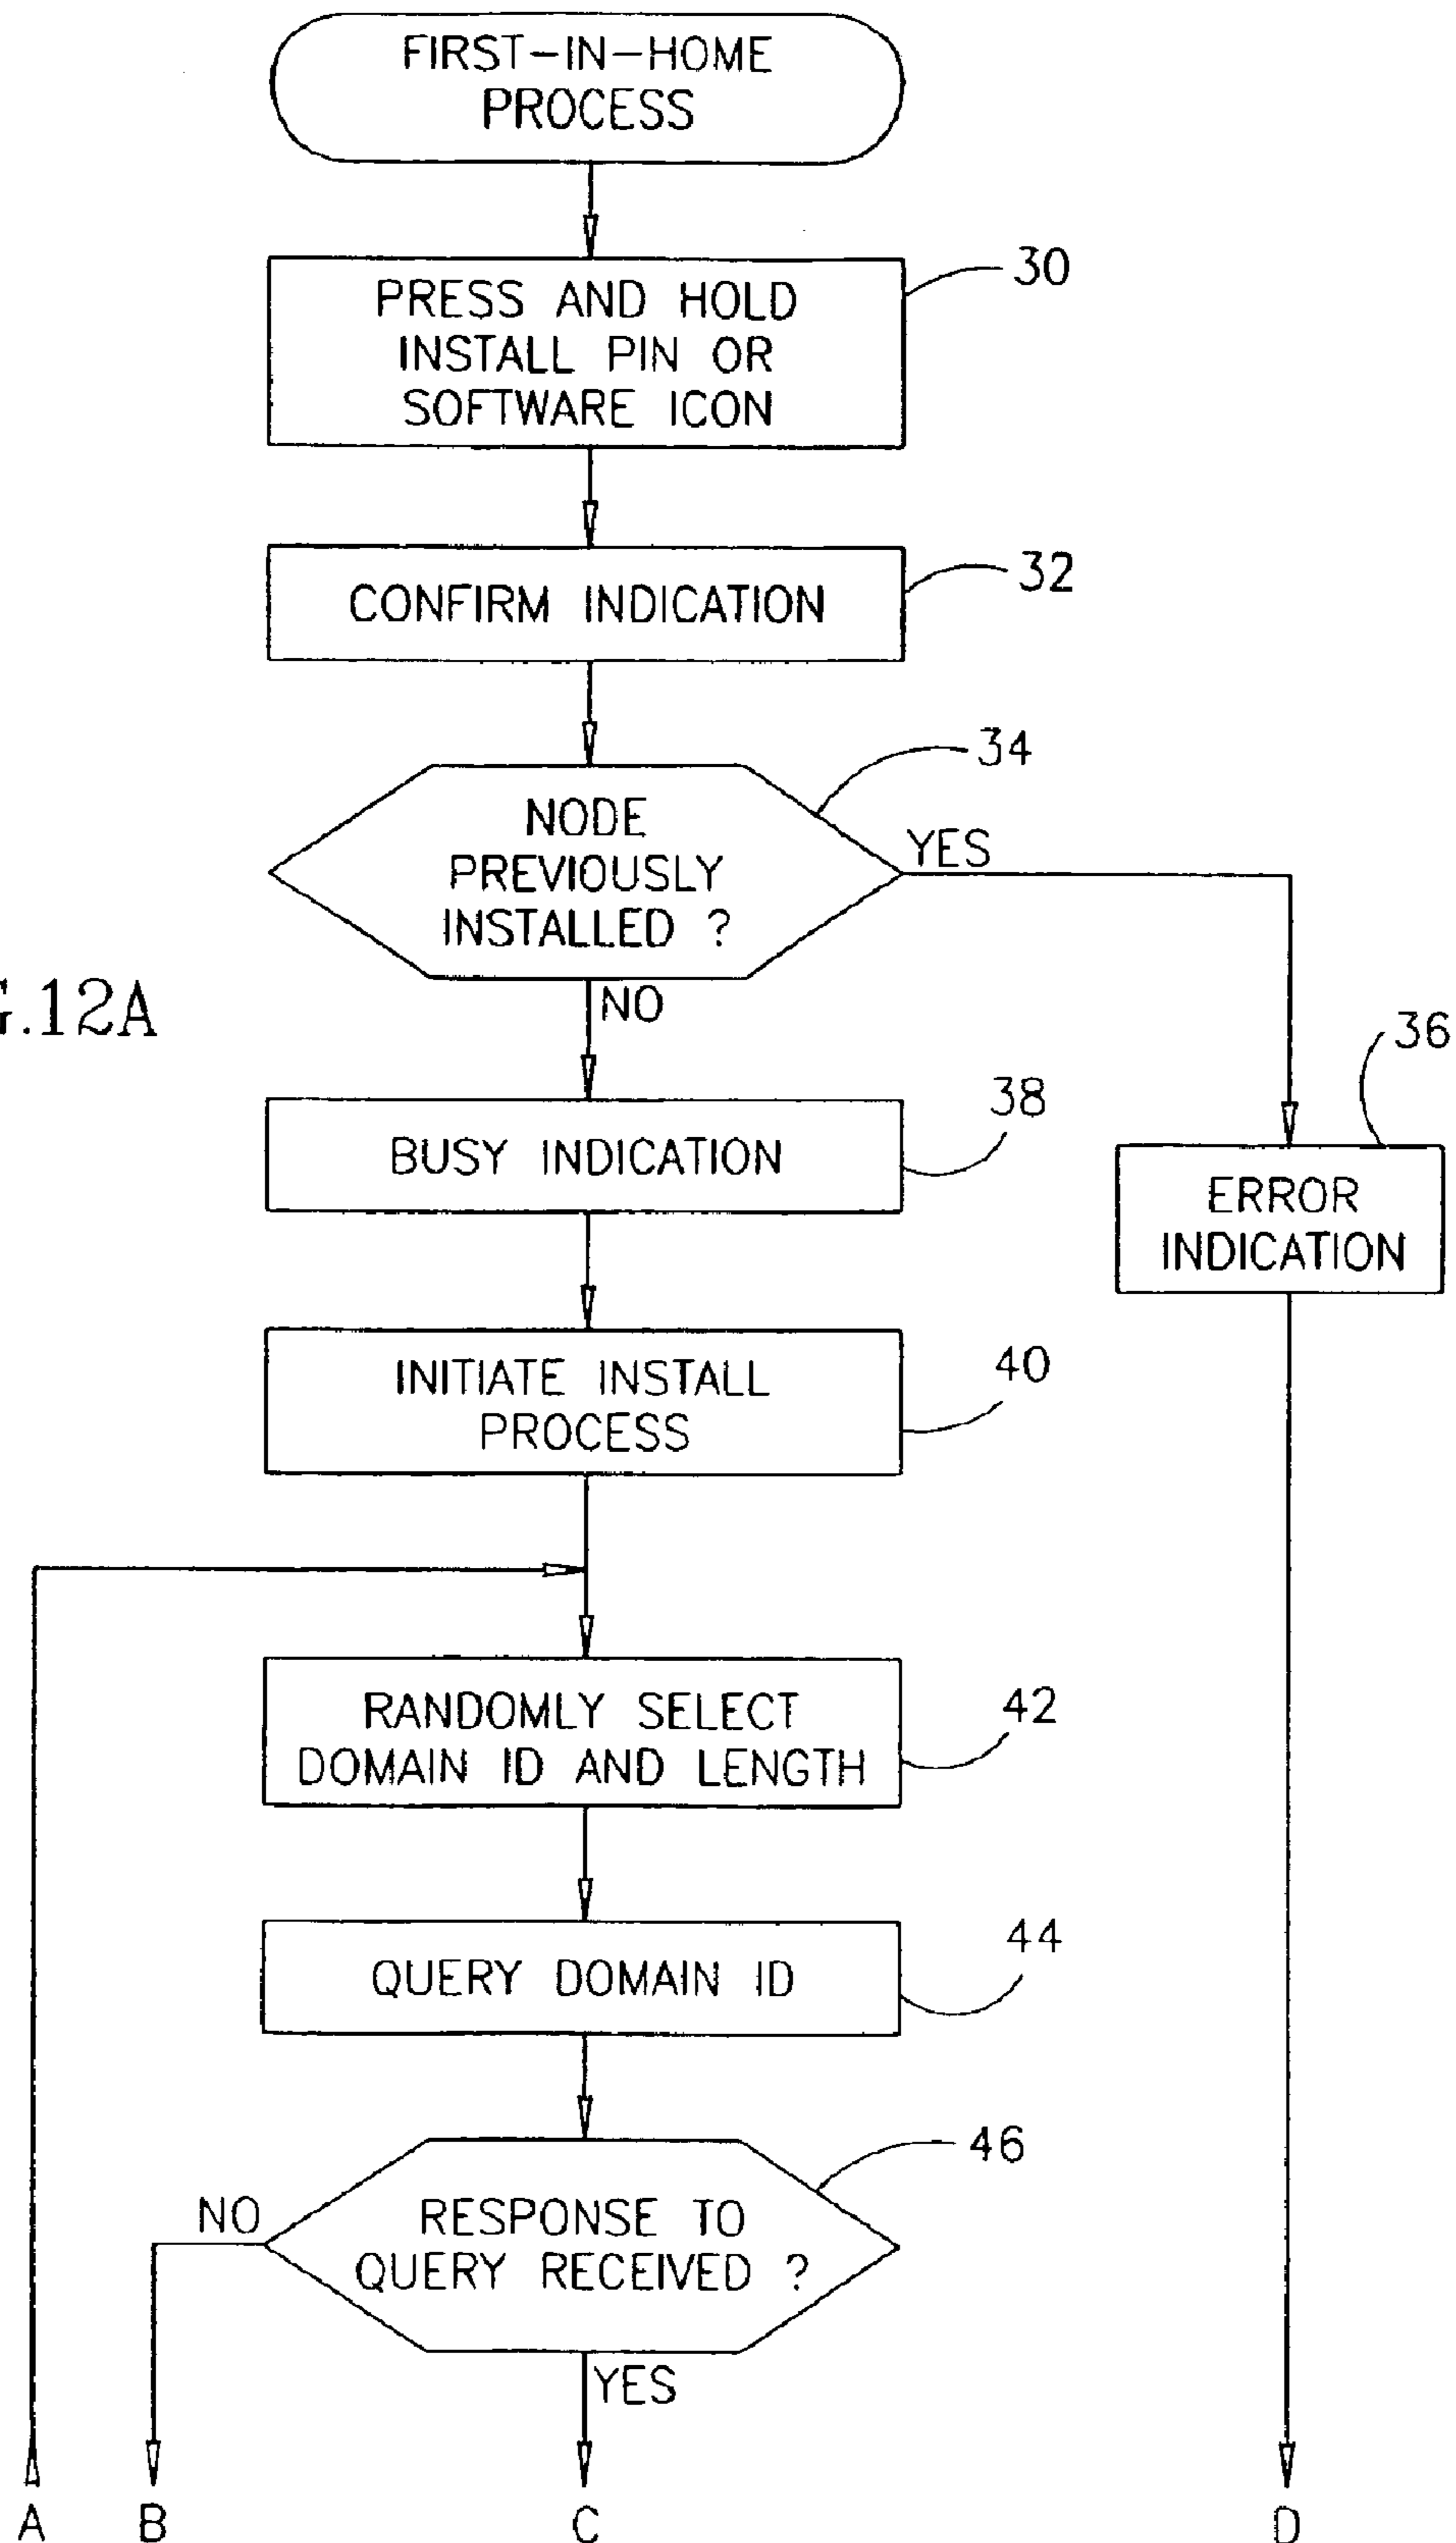 FIRST-IN-HOME
PROCESS
30
PRESS AND HOLD
INSTALL PIN OR
SOFTWARE ICON
32
CONFIRM INDICATION
34
NODE
PREVIOUSLY
INSTALLED ?
YES
NO
G.12A
36
38
BUSY INDICATION
ERROR
INDICATION
40
INITIATE INSTALL
PROCESS
42
RANDOMLY SELECT
DOMAIN ID AND LENGTH
44
QUERY DOMAIN ID
46
NO
RESPONSE TO
QUERY RECEIVED ?
YES
A B C D